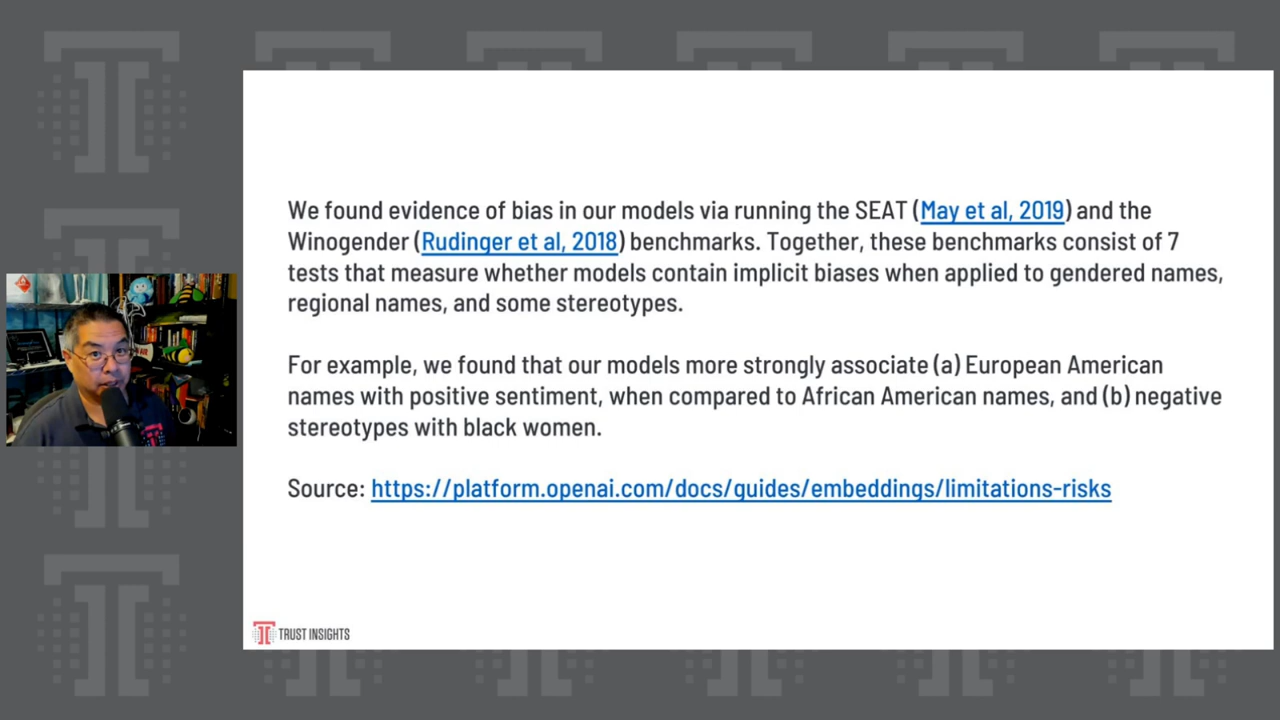 We found evidence of bias in our models via running the SEAT (May et al, 2019) and the
Winogender (Rudinger et al, 2018) benchmarks. Together, these benchmarks consist of 7
tests that measure whether models contain implicit biases when applied to gendered names,
regional names, and some stereotypes.
For example, we found that our models more strongly associate (a) European American
names with positive sentiment, when compared to African American names, and (b) negative
stereotypes with black women.
Source: https://platform.openai.com/docs/guides/embeddings/limitations-risks
TRUST INSIGHTS